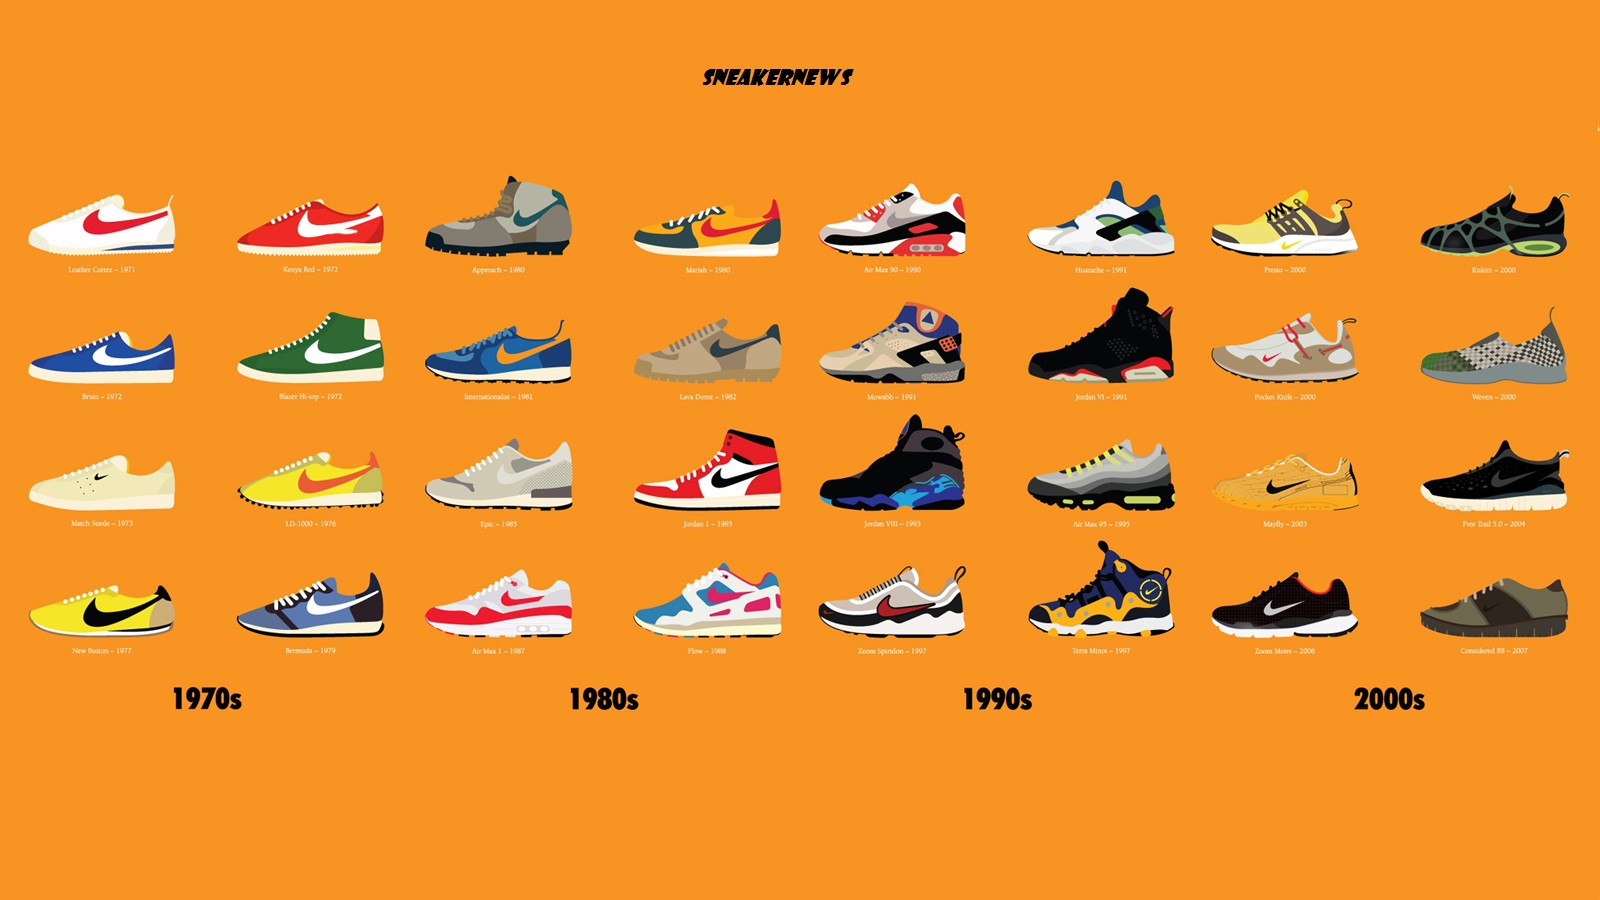 SNEAKERNEWS
Leather Cortez – 1971
Kenya Red – 1972
Approach – 1980
Mariah – 1980
Air Max 90 – 1990
Huarache – 1991
Presto – 2000
Kukini – 2000
Bruin – 1972
Blazer Hi-top – 1972
Internationalist – 1981
Lava Dome – 1982
Mowabb – 1991
Jordan VI – 1991
Pocket Knife – 2000
Woven – 2000
Match Suede – 1973
LD-1000 – 1976
Epic – 1985
Jordan 1 – 1985
Jordan VIII – 1993
Air Max 95 – 1995
Mayfly – 2003
Free Trail 5.0 – 2004
New Boston – 1977
Bermuda – 1979
Air Max 1 – 1987
Flow – 1988
Zoom Spiridon – 1997
Terra Minot – 1997
Zoom Moire – 2006
Considered BB – 2007
1970s
1980s
1990s
2000s